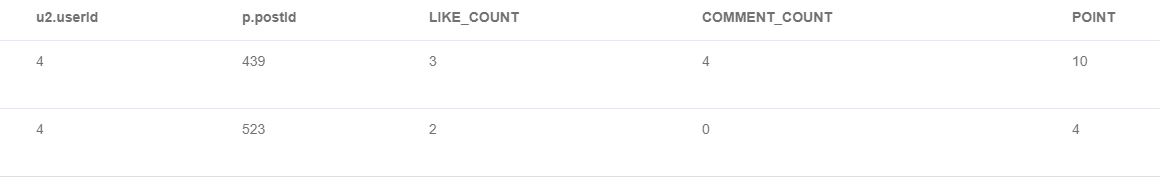 u2.userId p.postId LIKE_COUNT COMMENT_COUNT POINT
4 439 3 4 10
4 523 2 0 4